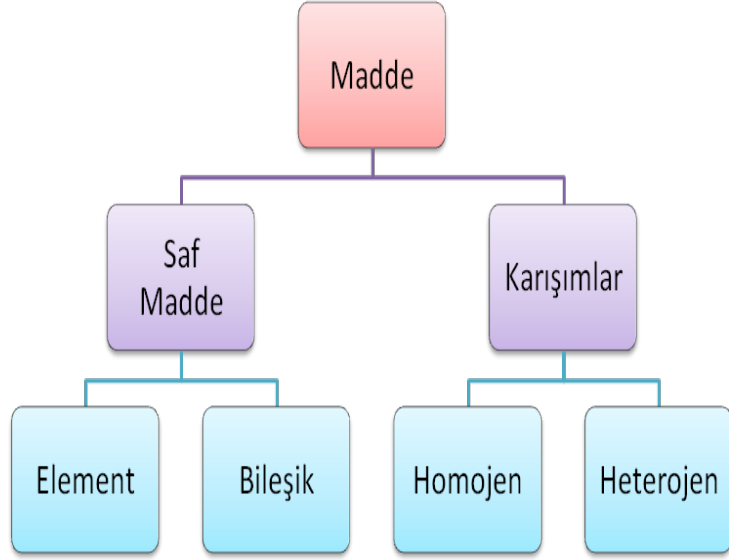 Madde
Saf
Madde
Karışımlar
Element
Bileşik
Homojen
Heterojen